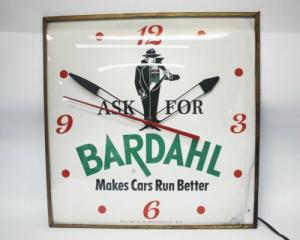 12
ASK FOR
9 3
BARDAHL
Makes Cars Run Better
6